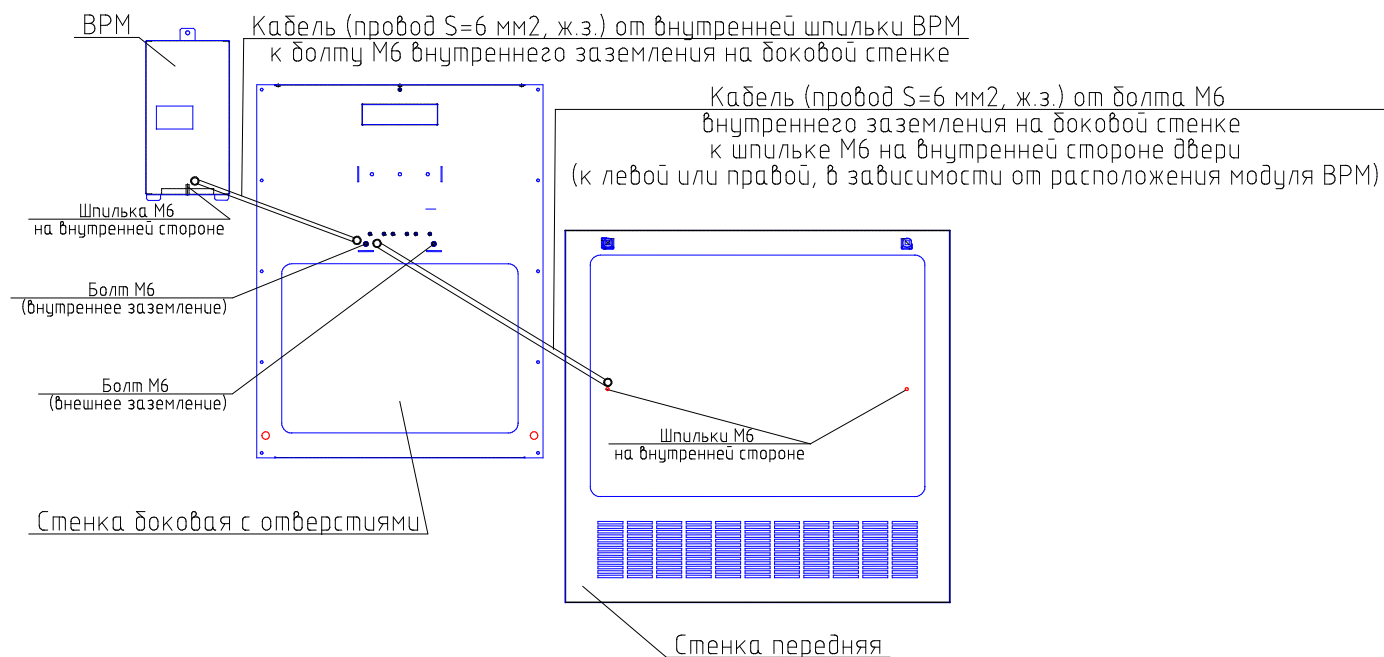 ВРМ
Кабель (провод S=6 мм2, ж.з.) от внутренней шпильки ВРМ
к болту М6 внутреннего заземления на боковой стенке
Кабель (провод S=6 мм2, ж.з.) от болта М6
внутреннего заземления на боковой стенке
к шпильке М6 на внутренней стороне двери
(к левой или правой, в зависимости от расположения модуля ВРМ)
Шпилька М6
на внутренней стороне
Болт М6
(внутреннее заземление)
Болт М6
(внешнее заземление)
Шпильки М6
на внутренней стороне
Стенка боковая с отверстиями
Стенка передняя